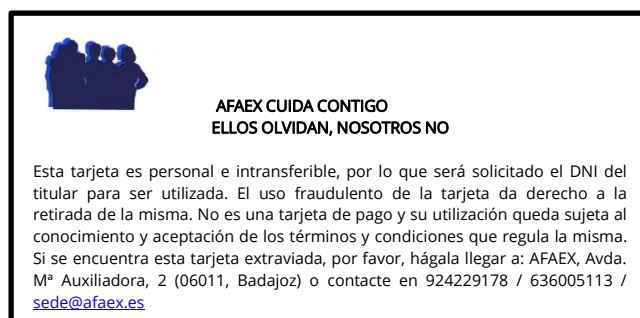 AFAEX CUIDA CONTIGO
ELLOS OLVIDAN, NOSOTROS NO
Esta tarjeta es personal e intransferible, por lo que será solicitado el DNI del
titular para ser utilizada. El uso fraudulento de la tarjeta da derecho a la
retirada de la misma. No es una tarjeta de pago y su utilización queda sujeta al
conocimiento y aceptación de los términos y condiciones que regula la misma.
Si se encuentra esta tarjeta extraviada, por favor, hágala llegar a: AFAEX, Avda.
Mª Auxiliadora, 2 (06011, Badajoz) o contacte en 924229178 / 636005113 /
sede@afaex.es